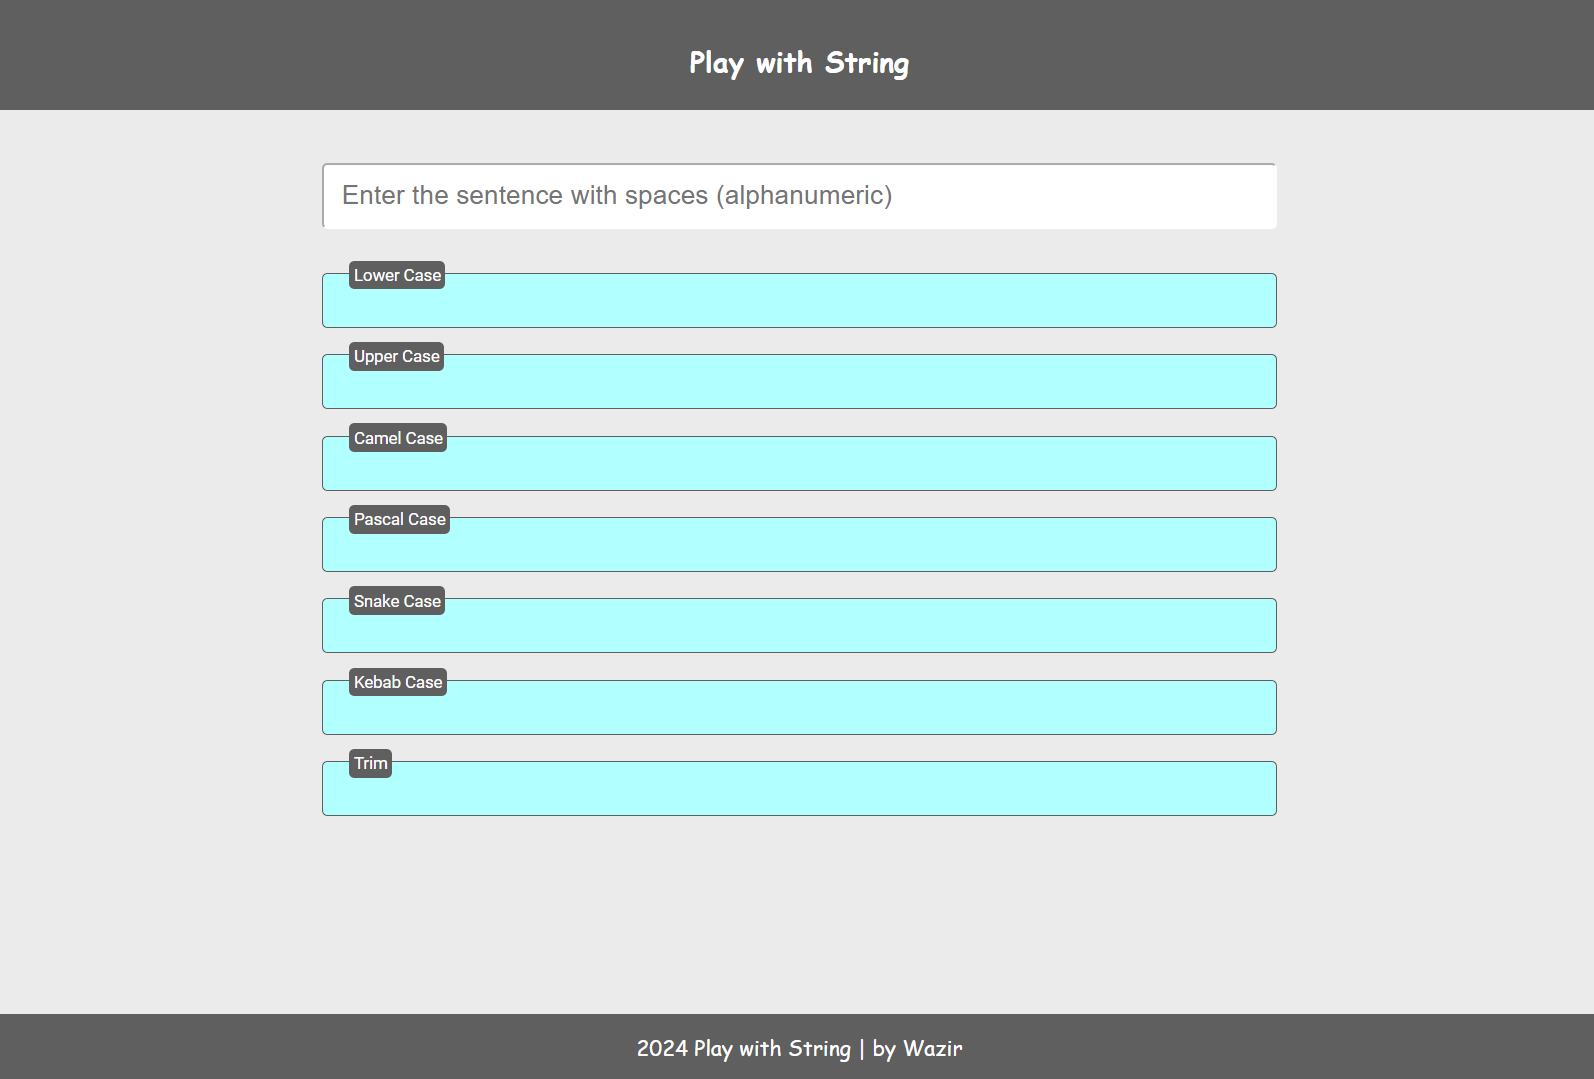 Play with String
Enter the sentence with spaces (alphanumeric)
Lower Case
Upper Case
Camel Case
Pascal Case
Snake Case
Kebab Case
Trim
2024 Play with String | by Wazir